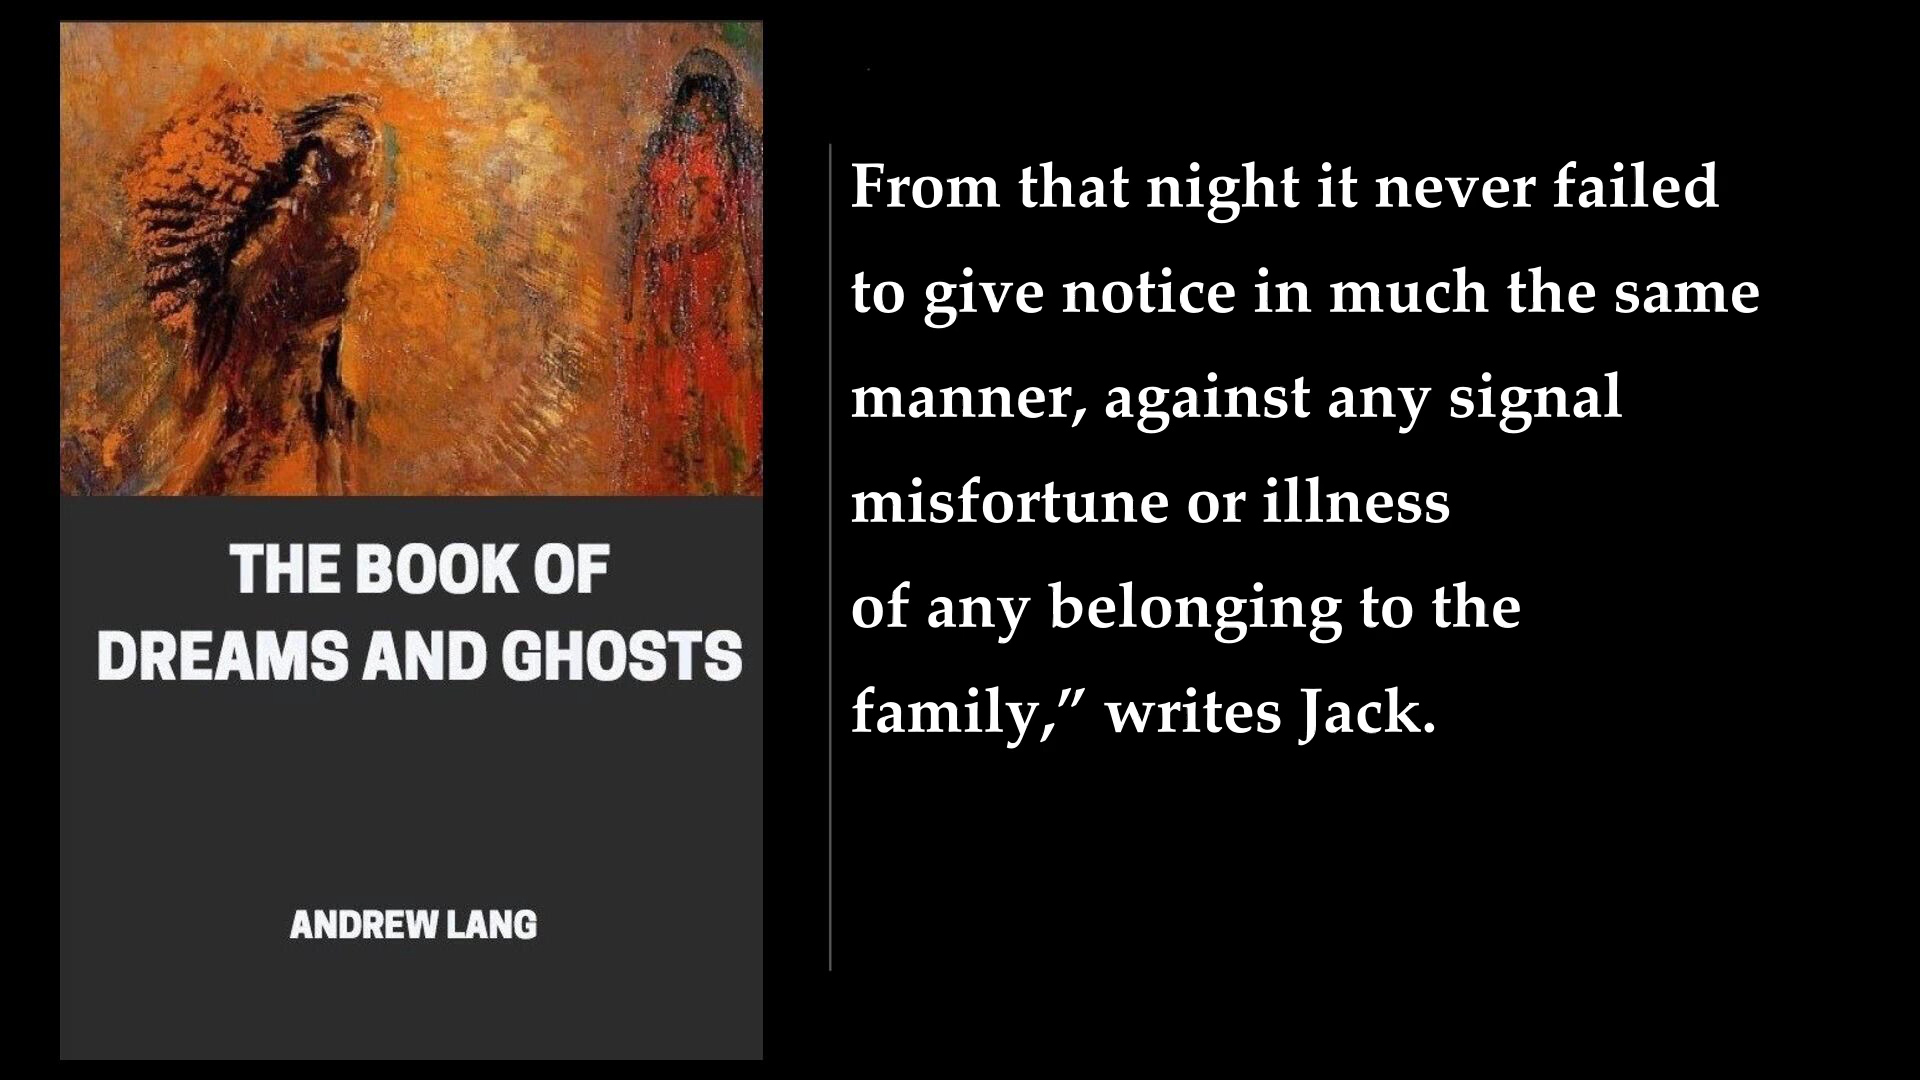 THE BOOK OF
DREAMS AND GHOSTS
ANDREW LANG
From that night it never failed
to give notice in much the same
manner, against any signal
misfortune or illness
of any belonging to the
family,” writes Jack.